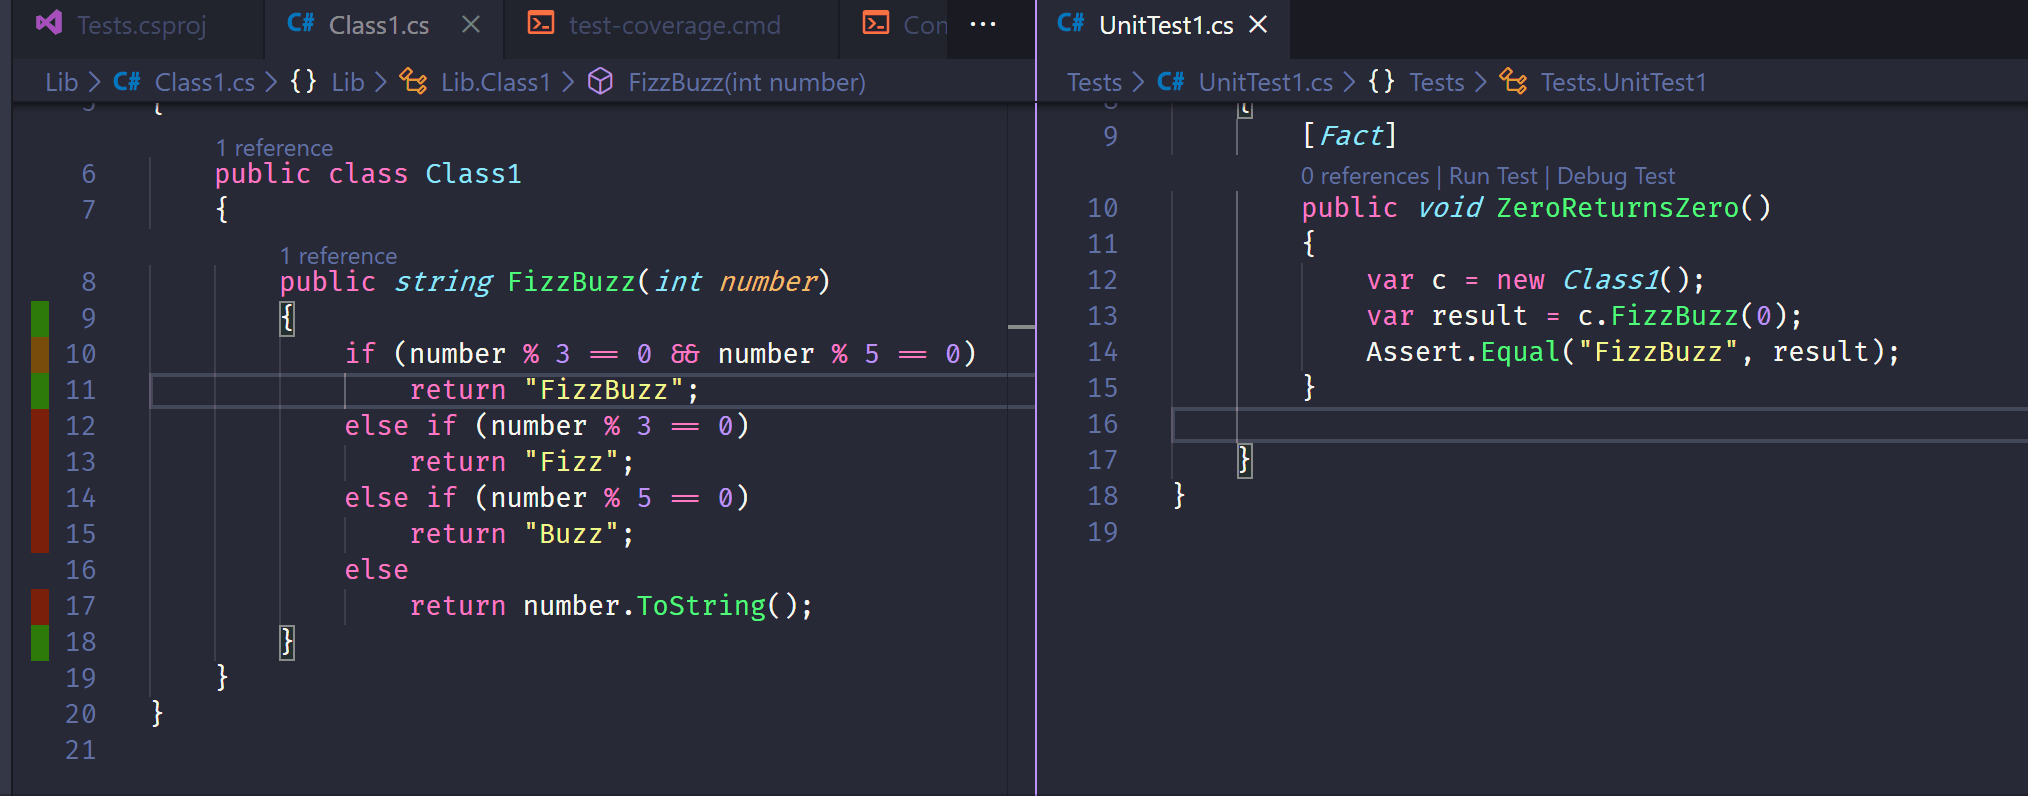 Tests.csproj
C# Class1.cs
test-coverage.cmd
Con
...
Lib > C# Class1.cs > {} Lib > Lib.Class1 > FizzBuzz(int number)
5 {
1 reference
6 public class Class1
7 {
1 reference
8 public string FizzBuzz(int number)
9 {
10 if (number % 3 == 0 && number % 5 == 0)
11 return "FizzBuzz";
12 else if (number % 3 == 0)
13 return "Fizz";
14 else if (number % 5 == 0)
15 return "Buzz";
16 else
17 return number.ToString();
18 }
19 }
20 }
21
C# UnitTest1.cs
Tests > C# UnitTest1.cs > {} Tests > Tests.UnitTest1
8 {
9 [Fact]
0 references | Run Test | Debug Test
10 public void ZeroReturnsZero()
11 {
12 var c = new Class1();
13 var result = c.FizzBuzz(0);
14 Assert.Equal("FizzBuzz", result);
15 }
16
17 }
18 }
19